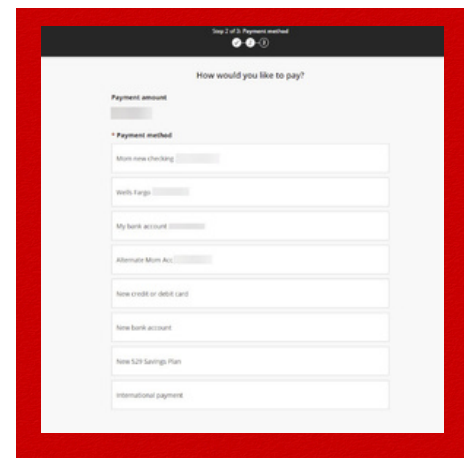 Step 2 of 3: Payment method
How would you like to pay?
Payment amount
* Payment method
Mom new checking
Wells Fargo
My bank account
Alternate Mom Acc
New credit or debit card
New bank account
New 529 Savings Plan
International payment